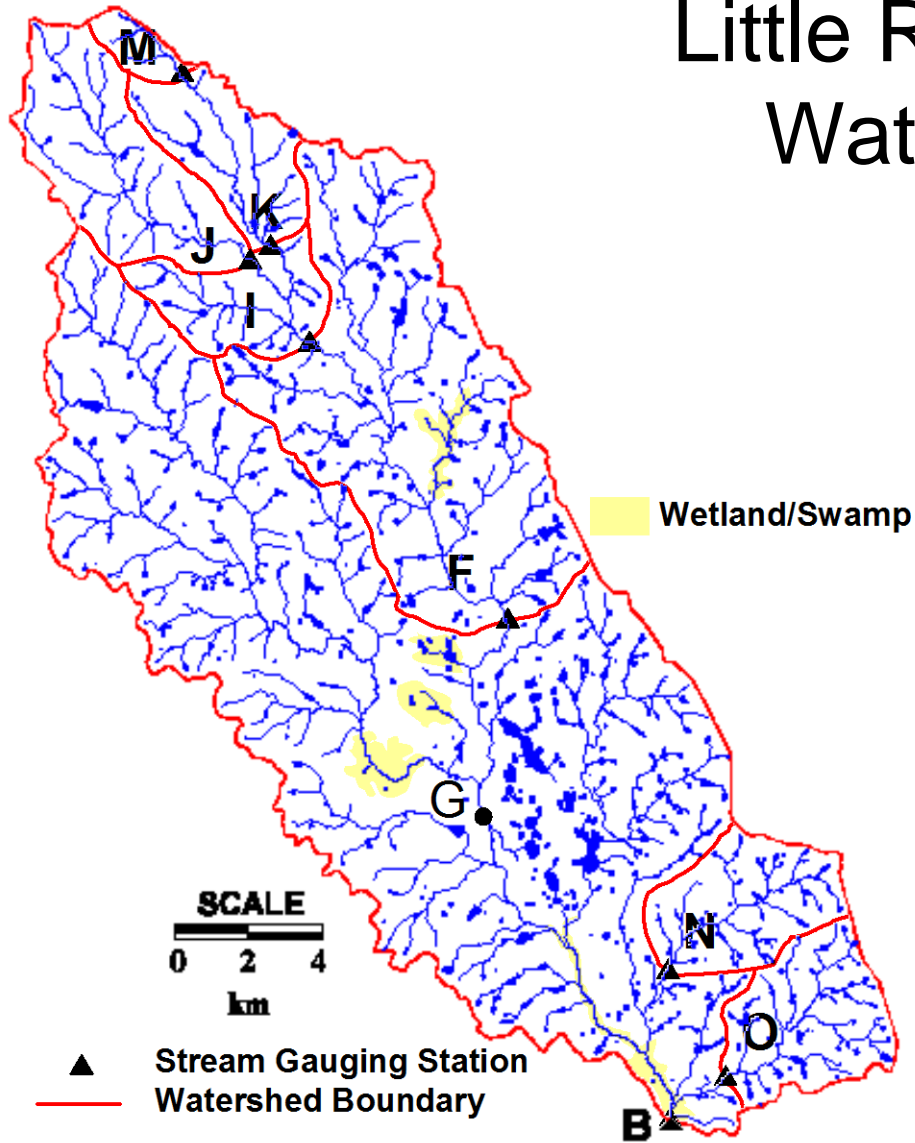 Little R
Wat
M
K
J
I
Wetland/Swamp
F
G
SCALE
0 2 4
km
N
O
Stream Gauging Station
Watershed Boundary
B